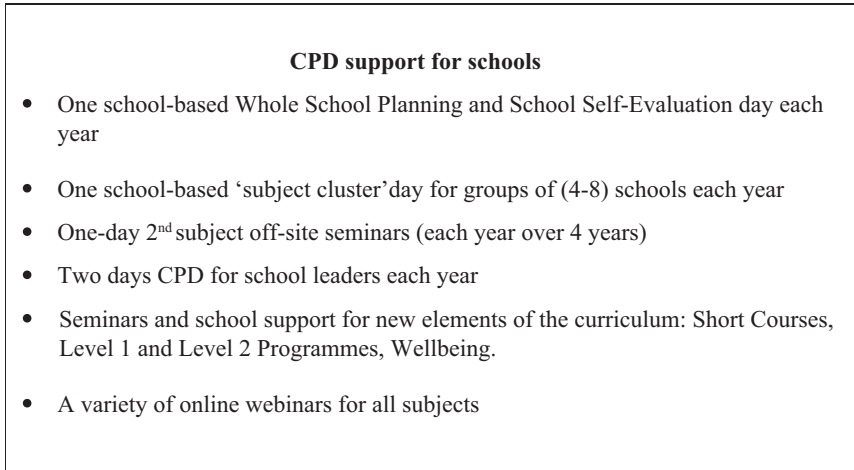 CPD support for schools
• One school-based Whole School Planning and School Self-Evaluation day each
year
• One school-based ‘subject cluster’day for groups of (4-8) schools each year
• One-day 2nd subject off-site seminars (each year over 4 years)
• Two days CPD for school leaders each year
• Seminars and school support for new elements of the curriculum: Short Courses,
Level 1 and Level 2 Programmes, Wellbeing.
• A variety of online webinars for all subjects